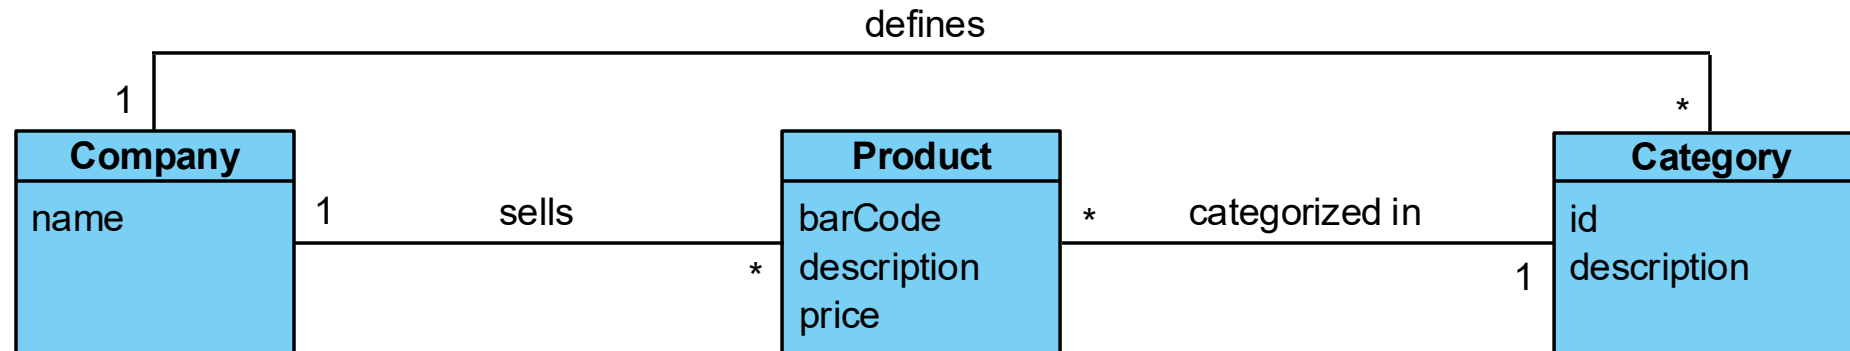 defines
1
*
Company
Product
Category
name
1
sells
*
barCode
description
price
*
categorized in
1
id
description